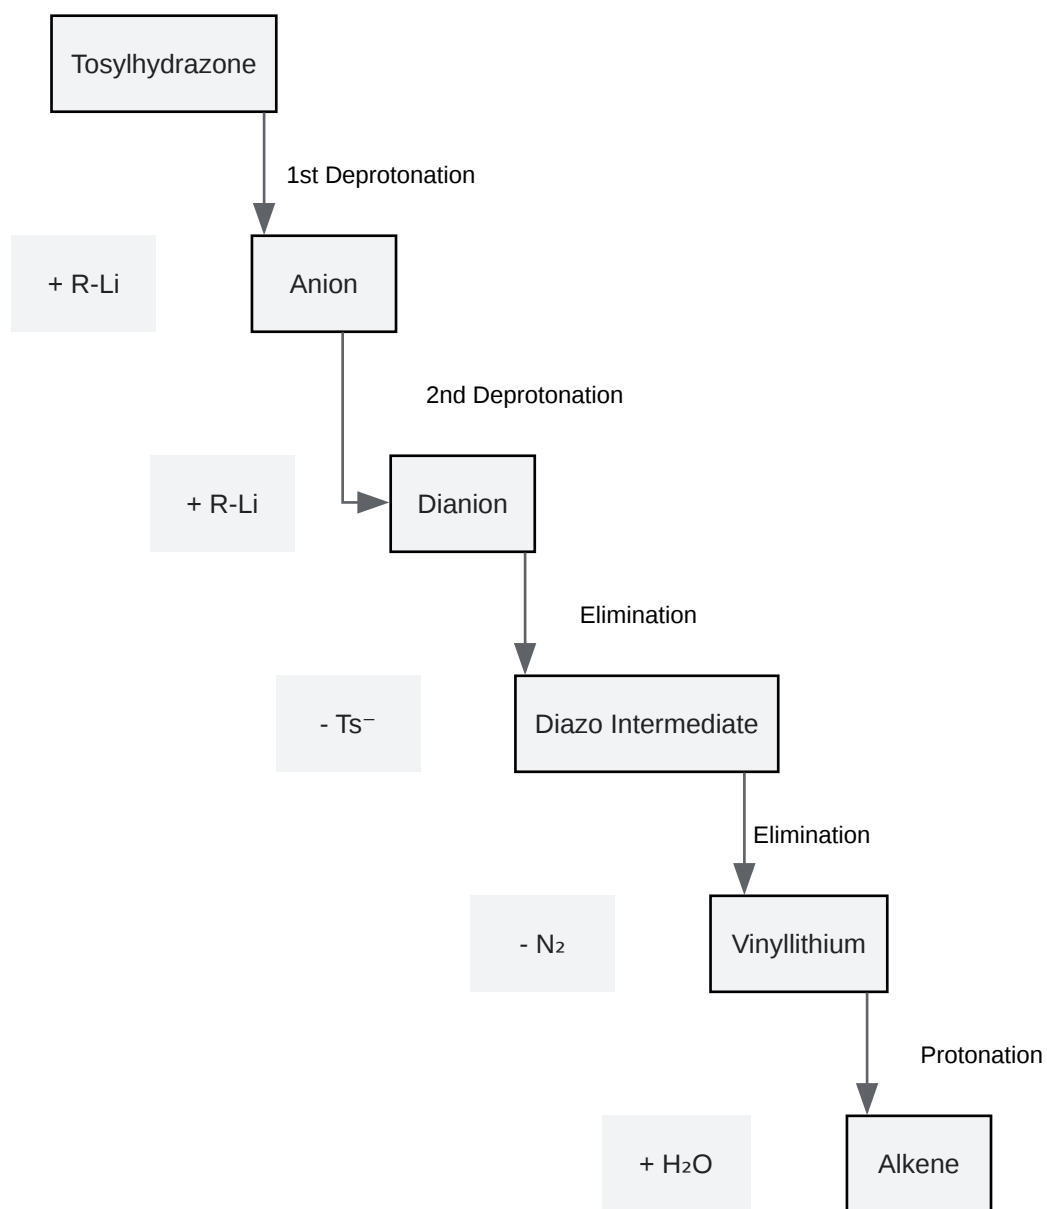 Tosylhydrazone
1st Deprotonation
+ R-Li
Anion
2nd Deprotonation
+ R-Li
Dianion
Elimination
- Ts⁻
Diazo Intermediate
Elimination
- N₂
Vinyllithium
Protonation
+ H₂O
Alkene